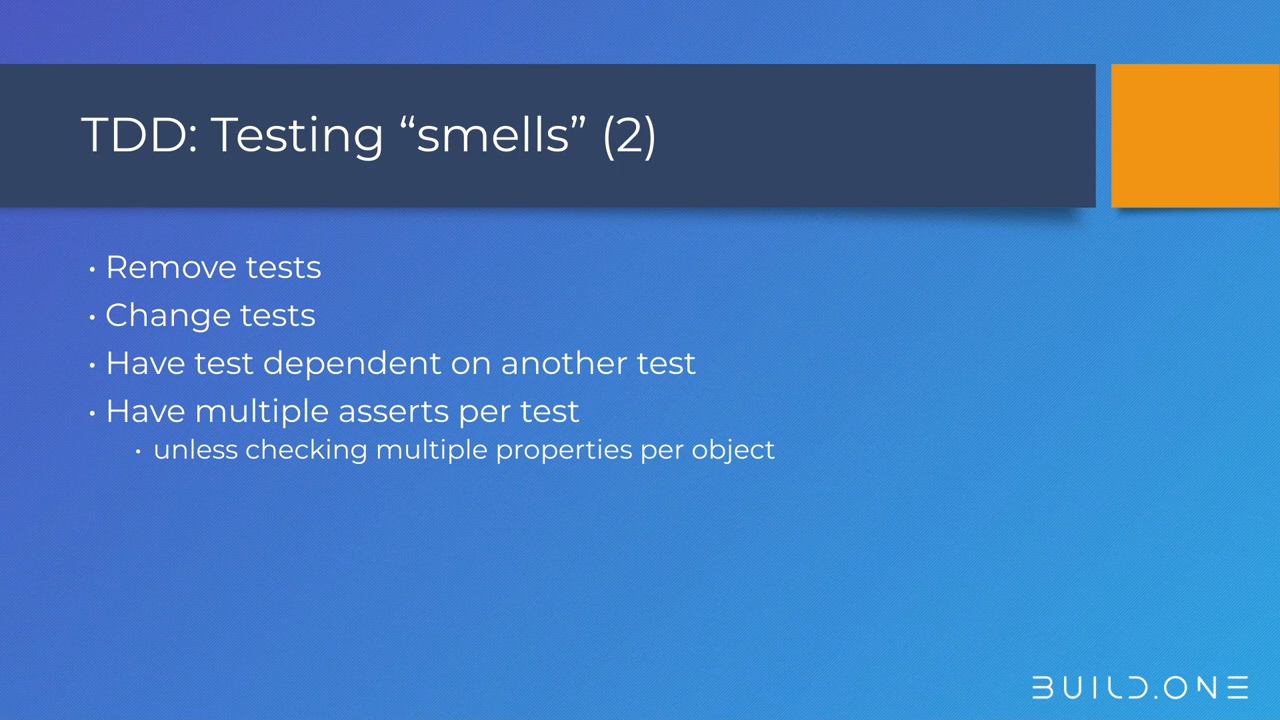 TDD: Testing “smells” (2)
• Remove tests
• Change tests
• Have test dependent on another test
• Have multiple asserts per test
• unless checking multiple properties per object
BUILD.ONE